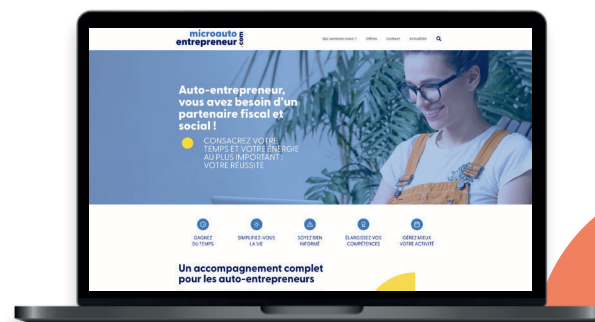 microauto
entrepreneur .com
Qui sommes-nous ? Offres Contact Actualités
Auto-entrepreneur,
vous avez besoin d'un
partenaire fiscal et
social !
CONSACREZ VOTRE
TEMPS ET VOTRE ÉNERGIE
AU PLUS IMPORTANT :
VOTRE RÉUSSITE
GAGNEZ
DU TEMPS
SIMPLIFIEZ-VOUS
LA VIE
SOYEZ BIEN
INFORMÉ
ÉLARGISSEZ VOS
COMPÉTENCES
GÉREZ MIEUX
VOTRE ACTIVITÉ
Un accompagnement complet
pour les auto-entrepreneurs